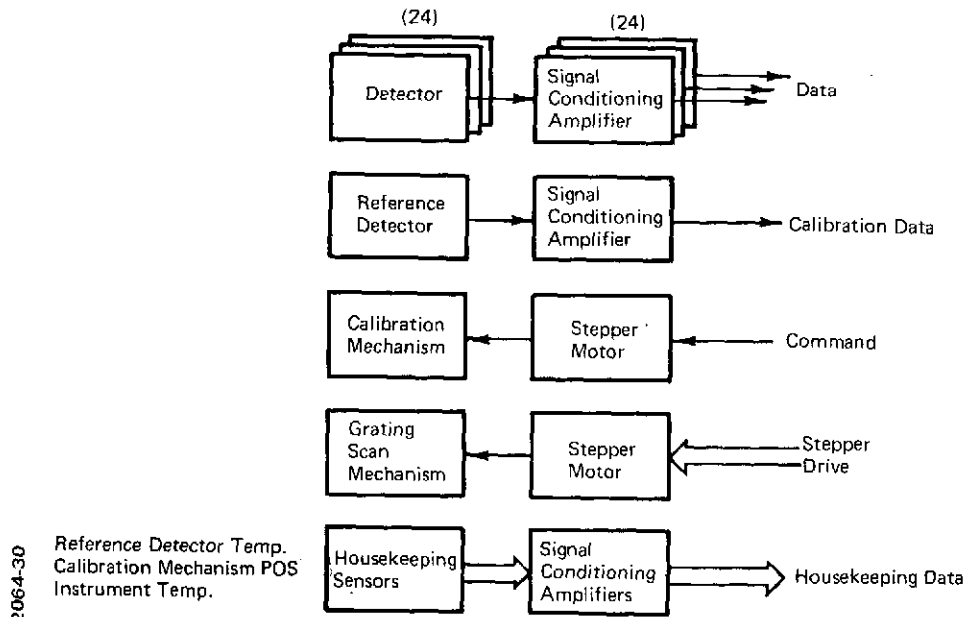 (24)
(24)
Detector
Signal
Conditioning
Amplifier
Data
Reference
Detector
Signal
Conditioning
Amplifier
Calibration Data
Calibration
Mechanism
Stepper
Motor
Command
Grating
Scan
Mechanism
Stepper
Motor
Stepper
Drive
Reference Detector Temp.
Calibration Mechanism POS
Instrument Temp.
Housekeeping
Sensors
Signal
Conditioning
Amplifiers
Housekeeping Data
2064-30